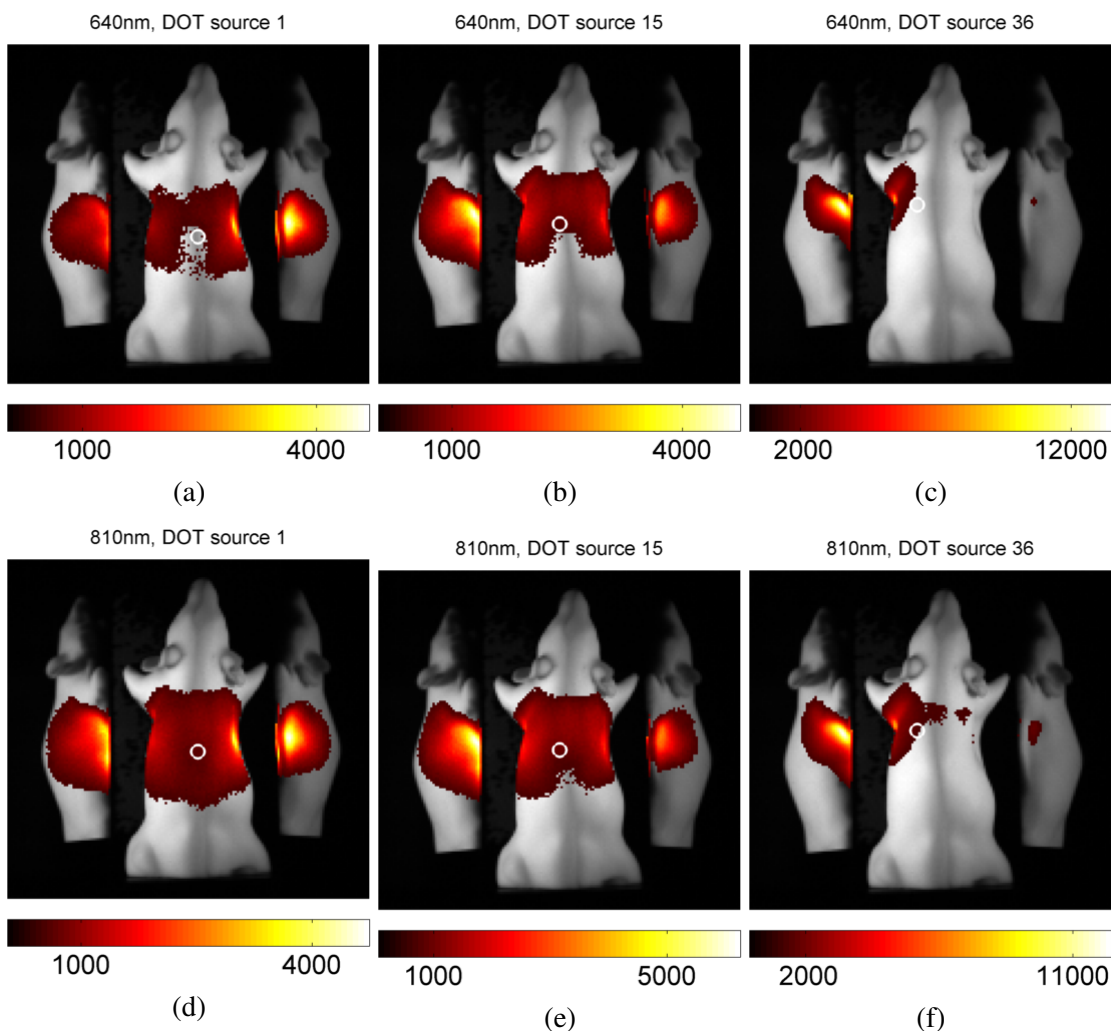 640nm, DOT source 1
640nm, DOT source 15
640nm, DOT source 36
1000 4000
1000 4000
2000 12000
(a)
(b)
(c)
810nm, DOT source 1
810nm, DOT source 15
810nm, DOT source 36
1000 4000
1000 5000
2000 11000
(d)
(e)
(f)